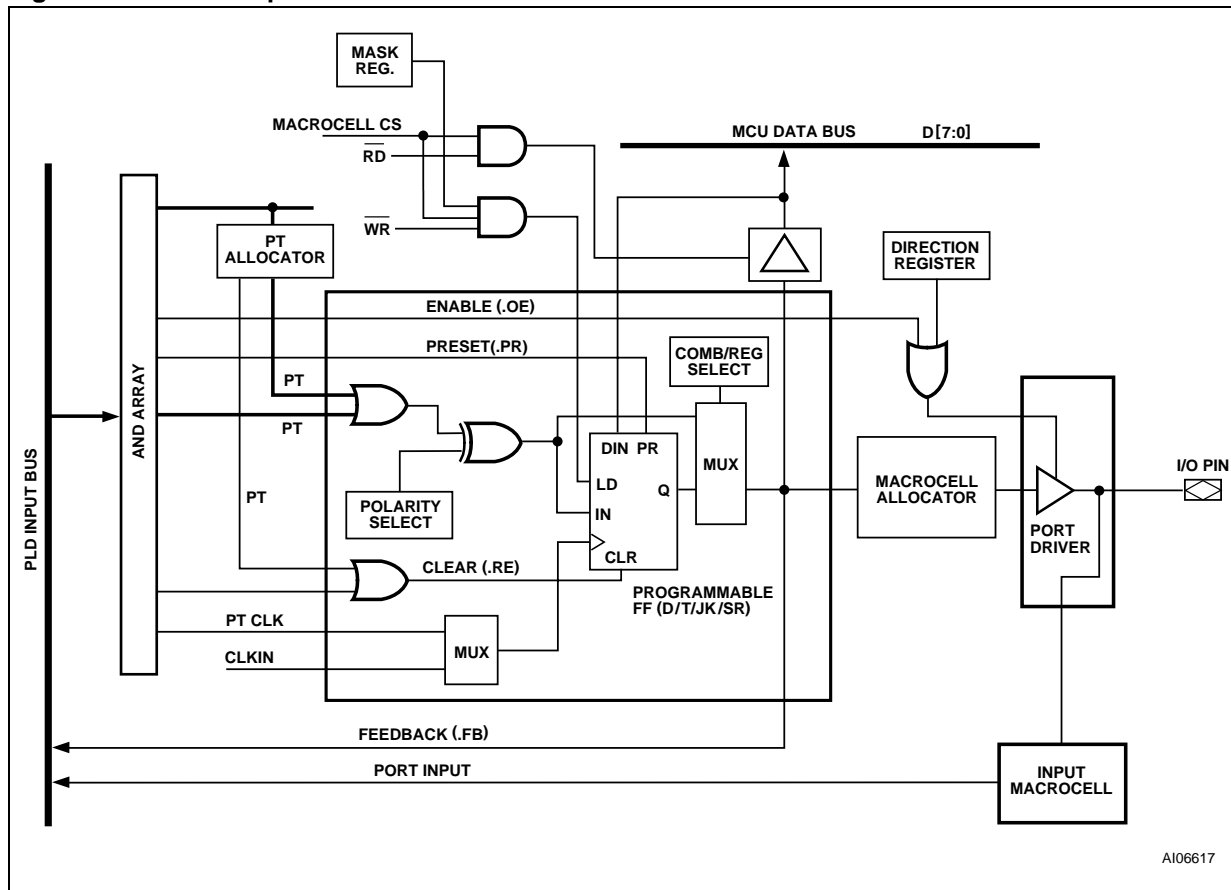 MASK
REG.
MACROCELL CS
RD
WR
MCU DATA BUS
D[7:0]
PT
ALLOCATOR
DIRECTION
REGISTER
ENABLE (.OE)
PRESET(.PR)
COMB/REG
SELECT
PT
PT
PLD INPUT BUS
AND ARRAY
DIN PR
MUX
LD
Q
IN
CLR
POLARITY
SELECT
PT
MACROCELL
ALLOCATOR
I/O PIN
PORT
DRIVER
CLEAR (.RE)
PROGRAMMABLE
FF (D/T/JK/SR)
PT CLK
MUX
CLKIN
FEEDBACK (.FB)
PORT INPUT
INPUT
MACROCELL
AI06617